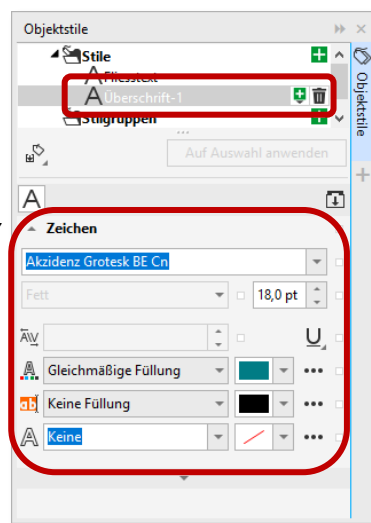 Objektstile
Stile
Fliesstext
Überschrift-1
Stilgruppen
Auf Auswahl anwenden
Zeichen
Akzidenz Grotesk BE Cn
Fett
18,0 pt
Gleichmäßige Füllung
Keine Füllung
Keine
Objektstile